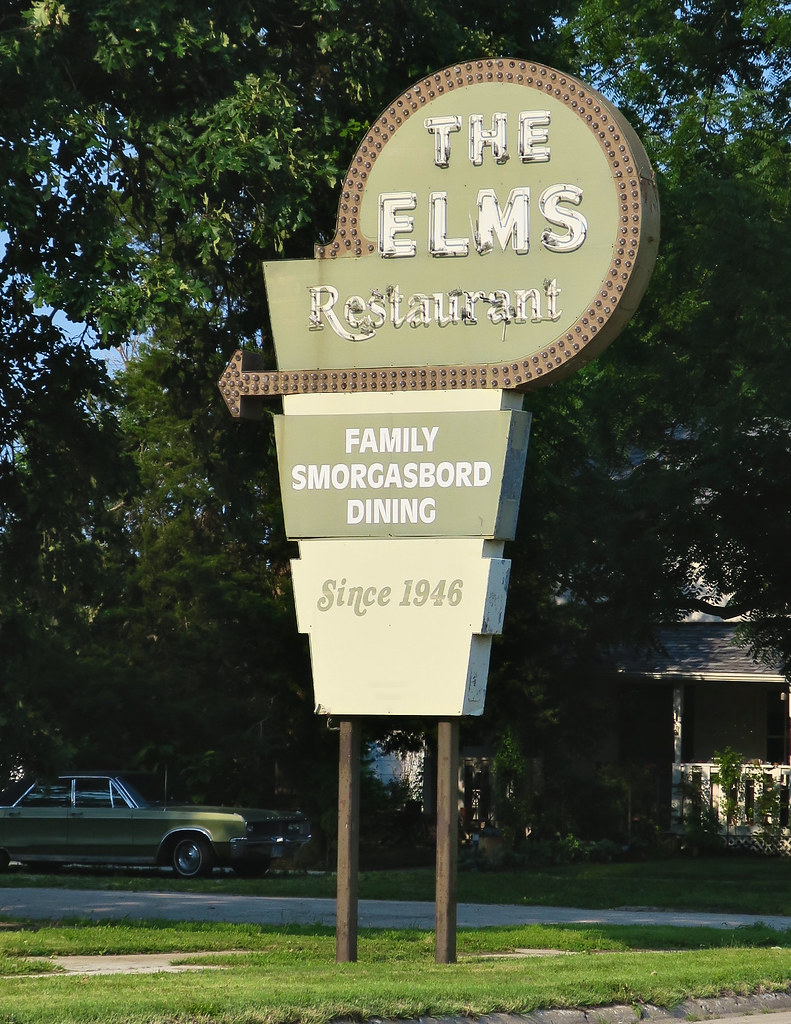 THE
ELMS
Restaurant
FAMILY
SMORGASBORD
DINING
Since 1946